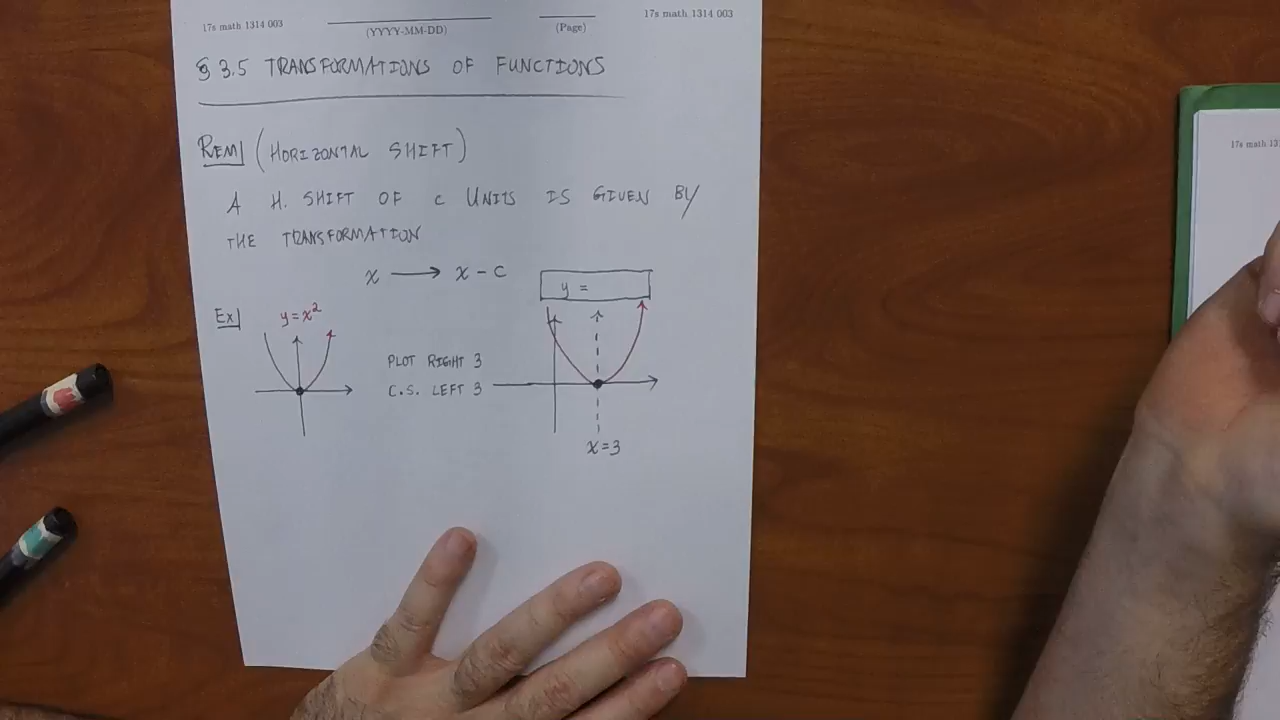 17s math 1314 003
(YYYY-MM-DD)
(Page)
17s math 1314 003
§ 3.5 TRANSFORMATIONS OF FUNCTIONS
REM (HORIZONTAL SHIFT)
A H. SHIFT OF c UNITS IS GIVEN BY
THE TRANSFORMATION
x → x - c
y =
Ex
y = x²
PLOT RIGHT 3
C.S. LEFT 3
x = 3
17s math 13